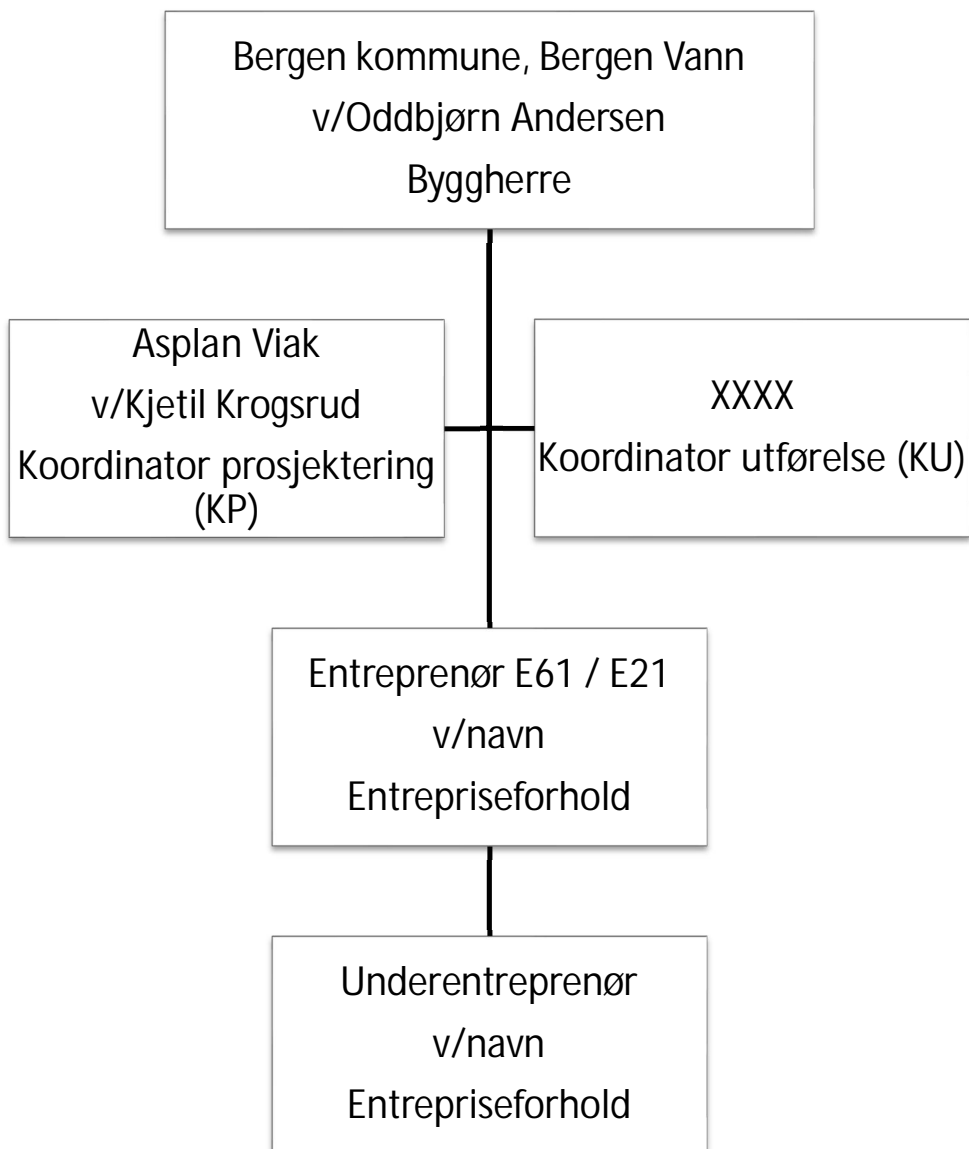 Bergen kommune, Bergen Vann
v/Oddbjørn Andersen
Byggherre
Asplan Viak
v/Kjetil Krogsrud
Koordinator prosjektering
(KP)
XXXX
Koordinator utførelse (KU)
Entreprenør E61 / E21
v/navn
Entrepriseforhold
Underentreprenør
v/navn
Entrepriseforhold